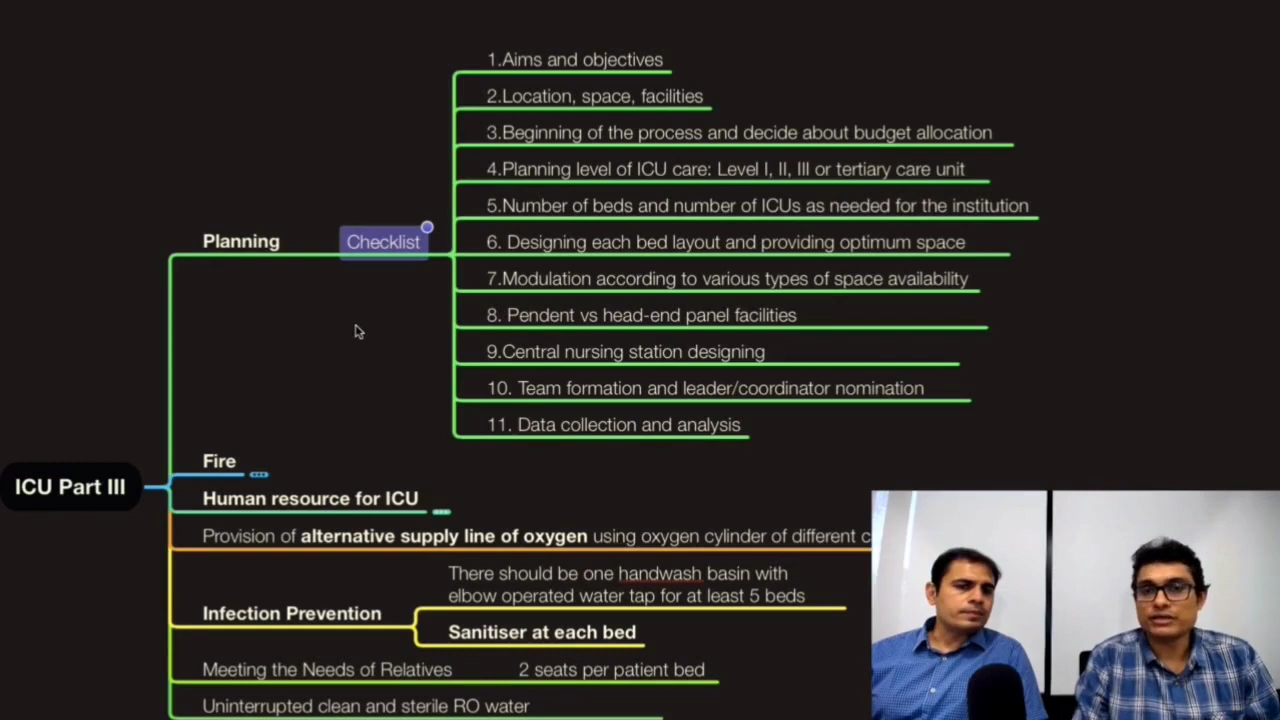 1.Aims and objectives
2.Location, space, facilities
3.Beginning of the process and decide about budget allocation
4.Planning level of ICU care: Level I, II, III or tertiary care unit
5.Number of beds and number of ICUs as needed for the institution
Planning
Checklist
6. Designing each bed layout and providing optimum space
7.Modulation according to various types of space availability
8. Pendent vs head-end panel facilities
9.Central nursing station designing
10. Team formation and leader/coordinator nomination
11. Data collection and analysis
Fire
ICU Part III
Human resource for ICU
Provision of alternative supply line of oxygen using oxygen cylinder of different c
Infection Prevention
There should be one handwash basin with
elbow operated water tap for at least 5 beds
Sanitiser at each bed
Meeting the Needs of Relatives
2 seats per patient bed
Uninterrupted clean and sterile RO water